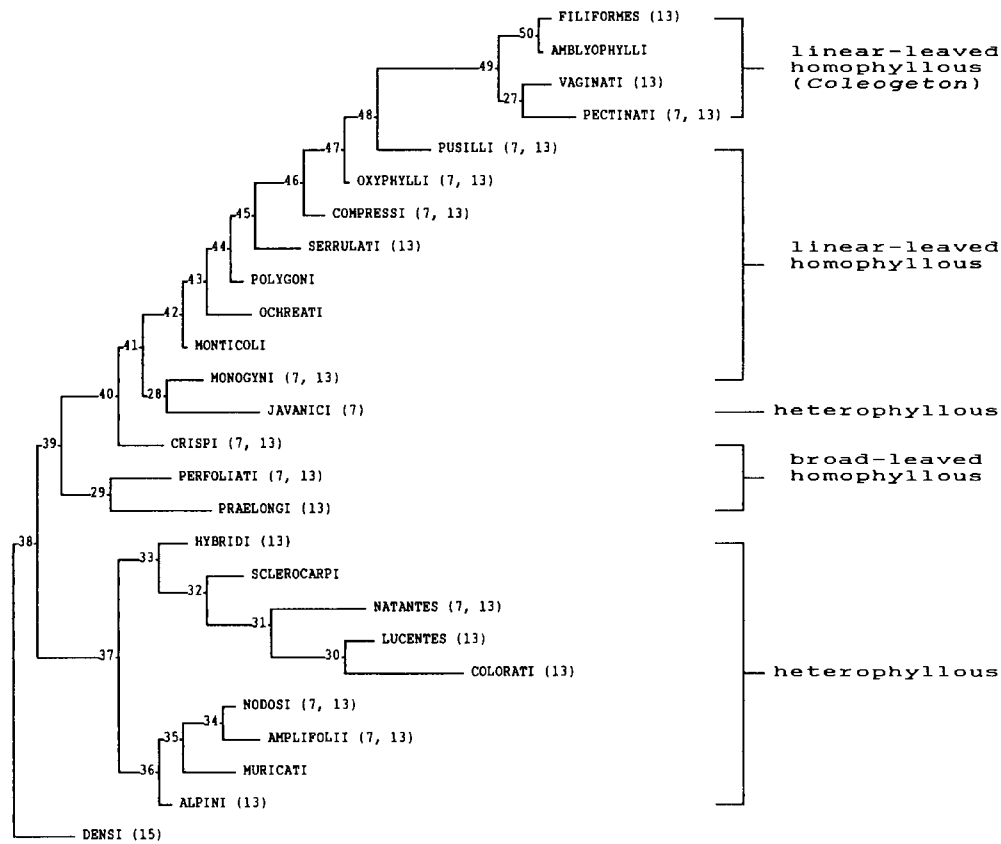 FILIFORMES (13)
50
AMBLYOPHYLLI
linear-leaved
homophyllous
(Coleogeton)
49
VAGINATI (13)
27
PECTINATI (7, 13)
48
PUSILLI (7, 13)
47
OXYPHYLLI (7, 13)
46
COMPRESSI (7, 13)
45
SERRULATI (13)
linear-leaved
homophyllous
44
POLYGONI
43
OCHREATI
42
MONTICOLI
41
MONOGYNI (7, 13)
40
28
JAVANICI (7)
heterophyllous
39
CRISPI (7, 13)
broad-leaved
homophyllous
PERFOLIATI (7, 13)
29
PRAELONGI (13)
38
HYBRIDI (13)
33
SCLEROCARPI
32
NATANTES (7, 13)
31
LUCENTES (13)
37
30
COLORATI (13)
heterophyllous
NODOSI (7, 13)
34
35
AMPLIFOLII (7, 13)
36
MURICATI
ALPINI (13)
DENSI (15)